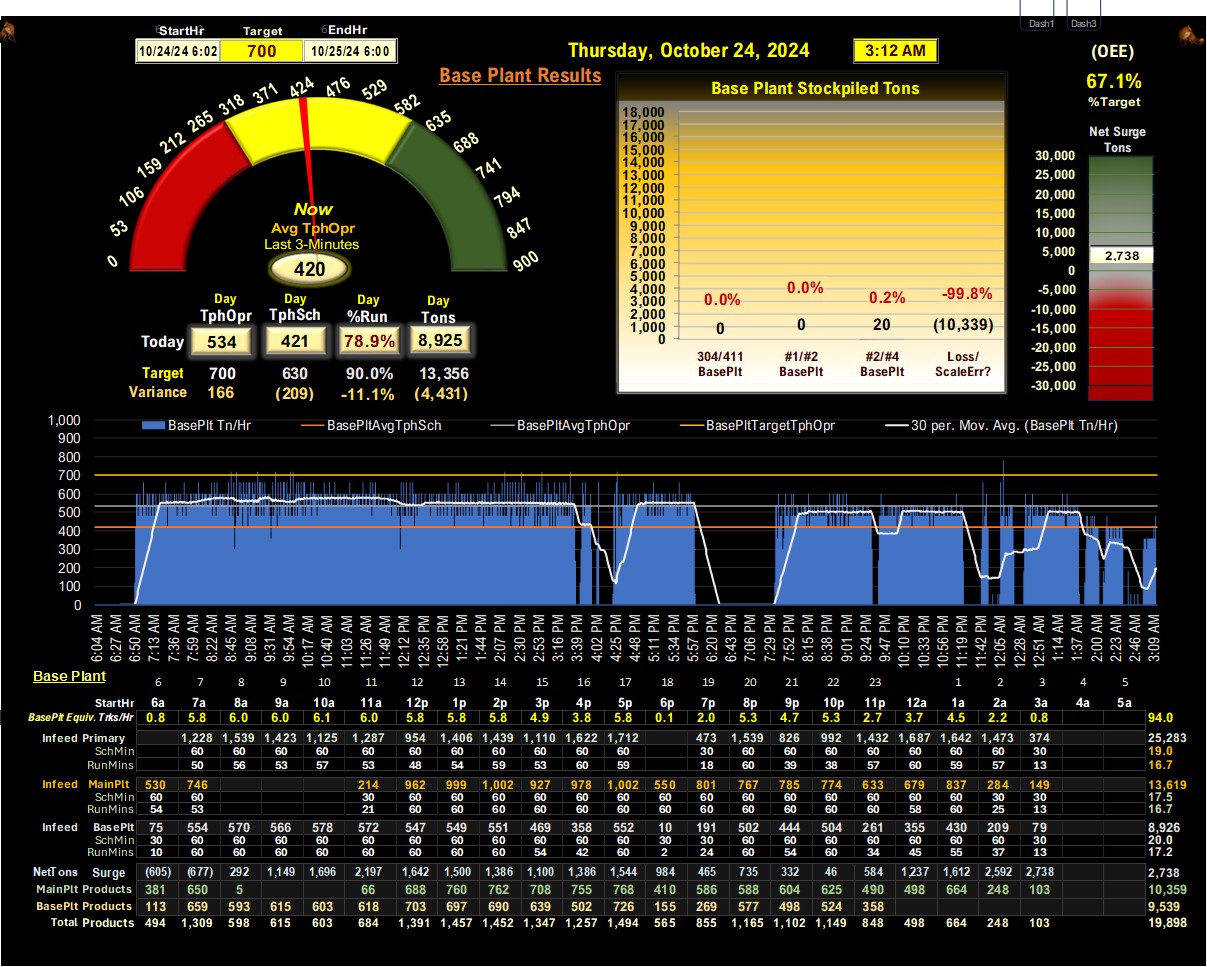 Dash1 Dash3
StartHr Target EndHr
10/24/24 6:02 700 10/25/24 6:00
Thursday, October 24, 2024 3:12 AM
(OEE)
67.1%
%Target
Base Plant Results
0 53 106 159 212 265 318 371 424 476 529 582 635 688 741 794 847 900
Now
Avg TphOpr
Last 3-Minutes
420
Day Day Day Day
TphOpr TphSch %Run Tons
Today 534 421 78.9% 8,925
Target 700 630 90.0% 13,356
Variance 166 (209) -11.1% (4,431)
Base Plant Stockpiled Tons
18,000
17,000
16,000
15,000
14,000
13,000
12,000
11,000
10,000
9,000
8,000
7,000
6,000
5,000
4,000
3,000
2,000
1,000
0
0.0% 0.0% 0.2% -99.8%
0 0 20 (10,339)
304/411 #1/#2 #2/#4 Loss/
BasePlt BasePlt BasePlt ScaleErr?
Net Surge
Tons
30,000
25,000
20,000
15,000
10,000
5,000
0
-5,000
-10,000
-15,000
-20,000
-25,000
-30,000
2,738
BasePlt Tn/Hr BasePltAvgTphSch BasePltAvgTphOpr BasePltTargetTphOpr 30 per. Mov. Avg. (BasePlt Tn/Hr)
1,000
900
800
700
600
500
400
300
200
100
0
6:04 AM 6:27 AM 6:50 AM 7:13 AM 7:36 AM 7:59 AM 8:22 AM 8:45 AM 9:08 AM 9:31 AM 9:54 AM 10:17 AM 10:40 AM 11:03 AM 11:26 AM 11:49 AM 12:12 PM 12:35 PM 12:58 PM 1:21 PM 1:44 PM 2:07 PM 2:30 PM 2:53 PM 3:16 PM 3:39 PM 4:02 PM 4:25 PM 4:48 PM 5:11 PM 5:34 PM 5:57 PM 6:20 PM 6:43 PM 7:06 PM 7:29 PM 7:52 PM 8:15 PM 8:38 PM 9:01 PM 9:24 PM 9:47 PM 10:10 PM 10:33 PM 10:56 PM 11:19 PM 11:42 PM 12:05 AM 12:28 AM 12:51 AM 1:14 AM 1:37 AM 2:00 AM 2:23 AM 2:46 AM 3:09 AM
Base Plant
6 7 8 9 10 11 12 13 14 15 16 17 18 19 20 21 22 23 1 2 3 4 5
StartHr 6a 7a 8a 9a 10a 11a 12p 1p 2p 3p 4p 5p 6p 7p 8p 9p 10p 11p 12a 1a 2a 3a 4a 5a
BasePlt Equiv. Trks/Hr 0.8 5.8 6.0 6.0 6.1 6.0 5.8 5.8 5.8 4.9 3.8 5.8 0.1 2.0 5.3 4.7 5.3 2.7 3.7 4.5 2.2 0.8 94.0
Infeed Primary 1,228 1,539 1,423 1,125 1,287 954 1,406 1,439 1,110 1,622 1,712 473 1,539 826 992 1,432 1,687 1,642 1,473 374 25,283
SchMin 60 60 60 60 60 60 60 60 60 60 60 30 60 60 60 60 60 60 60 30 19.0
RunMins 50 56 53 57 53 48 54 59 53 60 59 18 60 39 38 57 60 59 57 13 16.7
Infeed MainPlt 530 746 214 962 999 1,002 927 978 1,002 550 801 767 785 774 633 679 837 284 149 13,619
SchMin 60 60 30 60 60 60 60 60 60 60 60 60 60 60 60 60 60 30 30 17.5
RunMins 54 53 21 60 60 60 60 60 60 60 60 60 60 60 58 60 60 25 13 16.7
Infeed BasePlt 75 554 570 566 578 572 547 549 551 469 358 552 10 191 502 444 504 261 355 430 209 79 8,926
SchMin 30 60 60 60 60 60 60 60 60 60 60 60 30 30 60 60 60 60 60 60 60 30 20.0
RunMins 10 60 60 60 60 60 60 60 60 54 42 60 2 24 60 54 60 34 45 55 37 13 17.2
NetTons Surge (605) (677) 292 1,149 1,696 2,197 1,642 1,500 1,386 1,100 1,386 1,544 984 465 735 332 46 584 1,237 1,612 2,592 2,738 2,738
MainPlt Products 381 650 5 66 688 760 762 708 755 768 410 586 588 604 625 490 498 664 248 103 10,359
BasePlt Products 113 659 593 615 603 618 703 697 690 639 502 726 155 269 577 498 524 358 9,539
Total Products 494 1,309 598 615 603 684 1,391 1,457 1,452 1,347 1,257 1,494 565 855 1,165 1,102 1,149 848 498 664 248 103 19,898